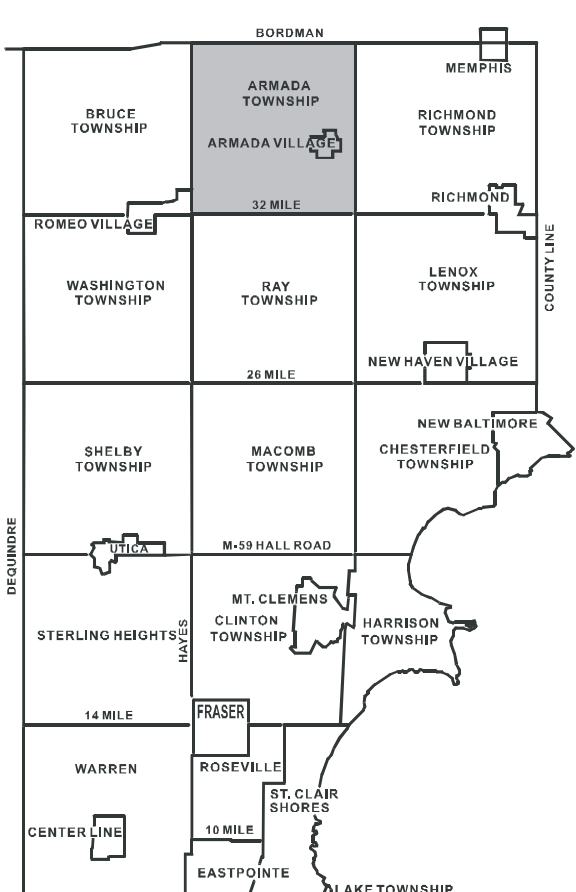 BORDMAN
MEMPHIS
ARMADA
TOWNSHIP
BRUCE
TOWNSHIP
RICHMOND
TOWNSHIP
ARMADA VILLAGE
RICHMOND
32 MILE
ROMEO VILLAGE
COUNTY LINE
WASHINGTON
TOWNSHIP
RAY
TOWNSHIP
LENOX
TOWNSHIP
NEW HAVEN VILLAGE
26 MILE
NEW BALTIMORE
SHELBY
TOWNSHIP
MACOMB
TOWNSHIP
CHESTERFIELD
TOWNSHIP
DEQUINDRE
UTICA
M-59 HALL ROAD
MT. CLEMENS
STERLING HEIGHTS
HAYES
CLINTON
TOWNSHIP
HARRISON
TOWNSHIP
14 MILE
FRASER
WARREN
ROSEVILLE
ST. CLAIR
SHORES
CENTER LINE
10 MILE
EASTPOINTE
LAKE TOWNSHIP